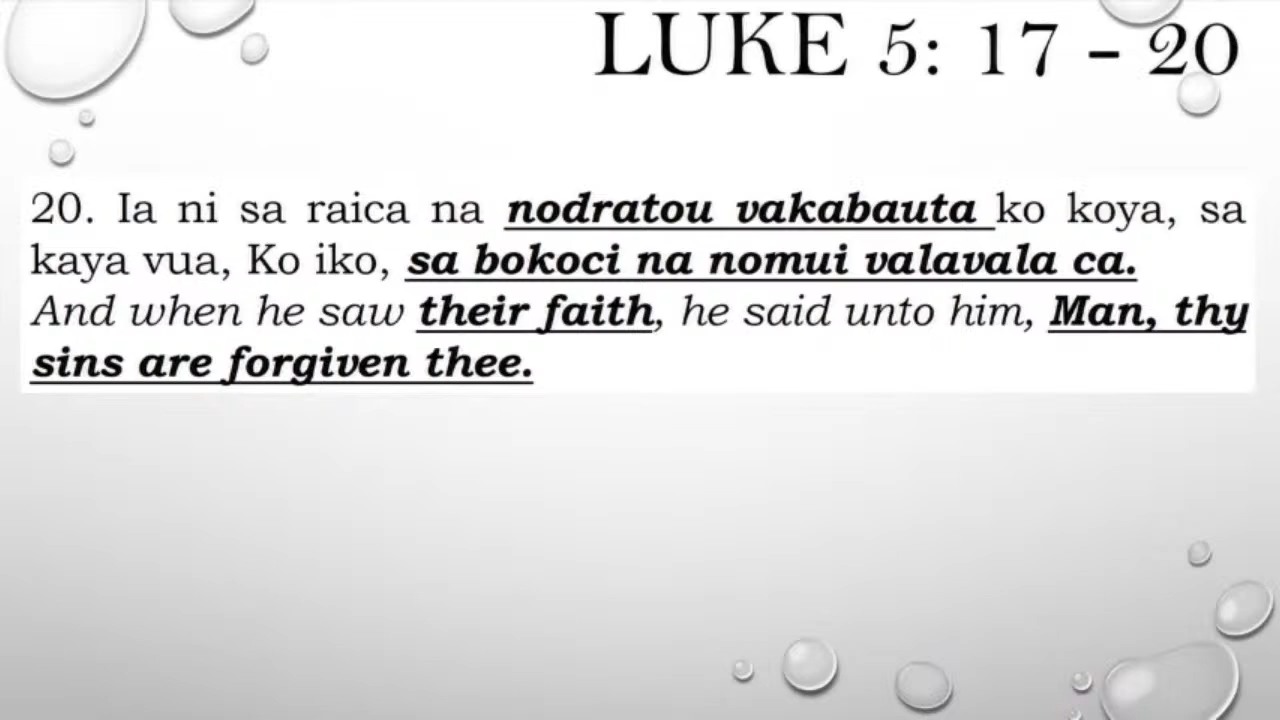 LUKE 5: 17 – 20
20. Ia ni sa raica na nodratou vakabauta ko koya, sa
kaya vua, Ko iko, sa bokoci na nomui valavala ca.
And when he saw their faith, he said unto him, Man, thy
sins are forgiven thee.